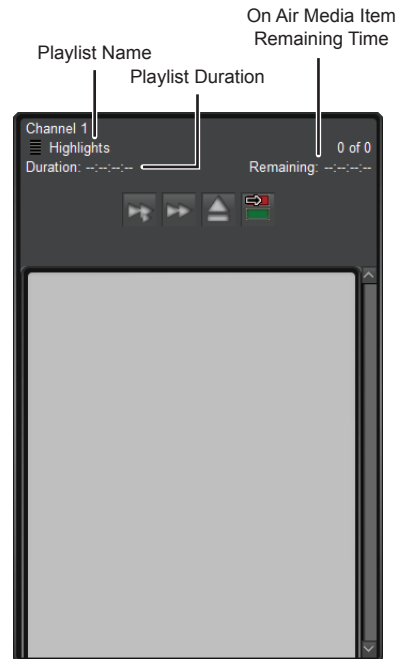 On Air Media Item
Remaining Time
Playlist Name
Playlist Duration
Channel 1
Highlights
0 of 0
Duration: --:--:--:--
Remaining: --:--:--:--